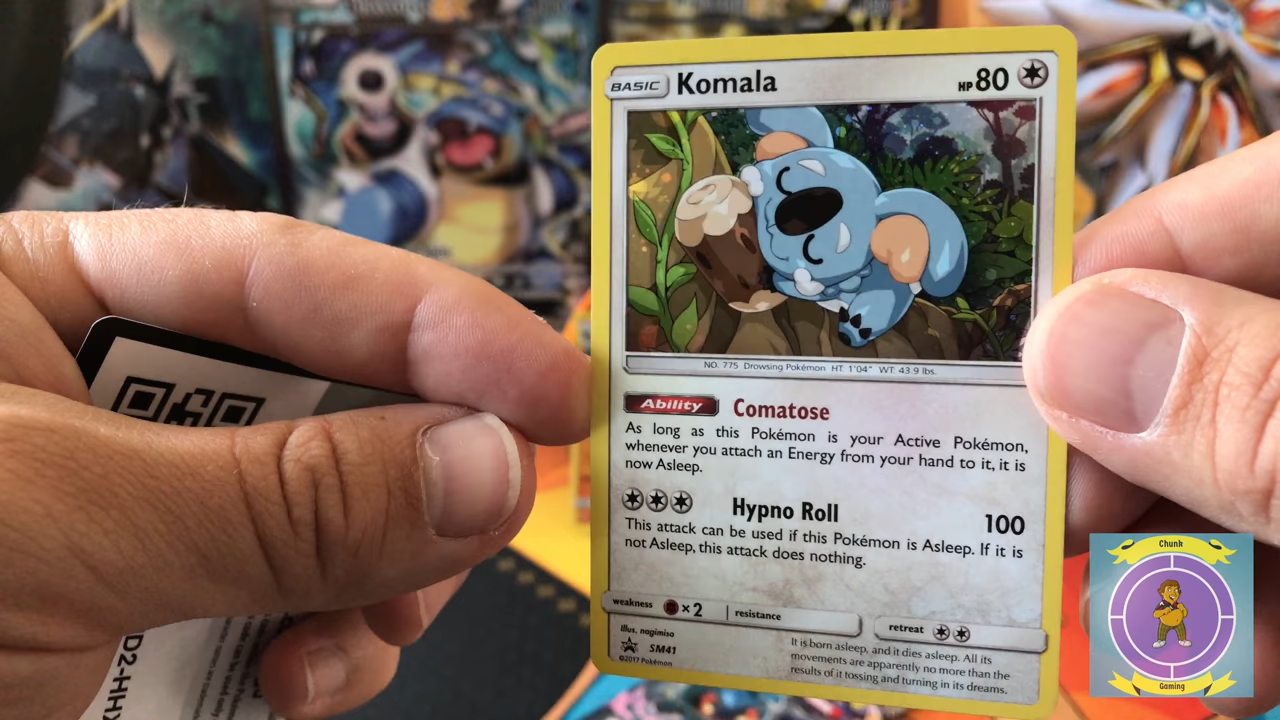 BASIC Komala HP 80
NO. 775 Drowsing Pokémon HT 1'04" WT 43.9 lbs.
Ability Comatose
As long as this Pokémon is your Active Pokémon,
whenever you attach an Energy from your hand to it, it is
now Asleep.
Hypno Roll 100
This attack can be used if this Pokémon is Asleep. If it is
not Asleep, this attack does nothing.
weakness ×2 resistance
retreat
Illus. nagimiso
SM41
©2017 Pokémon
It is born asleep, and it dies asleep. All its
movements are apparently no more than the
results of it tossing and turning in its dreams.
D2-HH
Chunk
Gaming